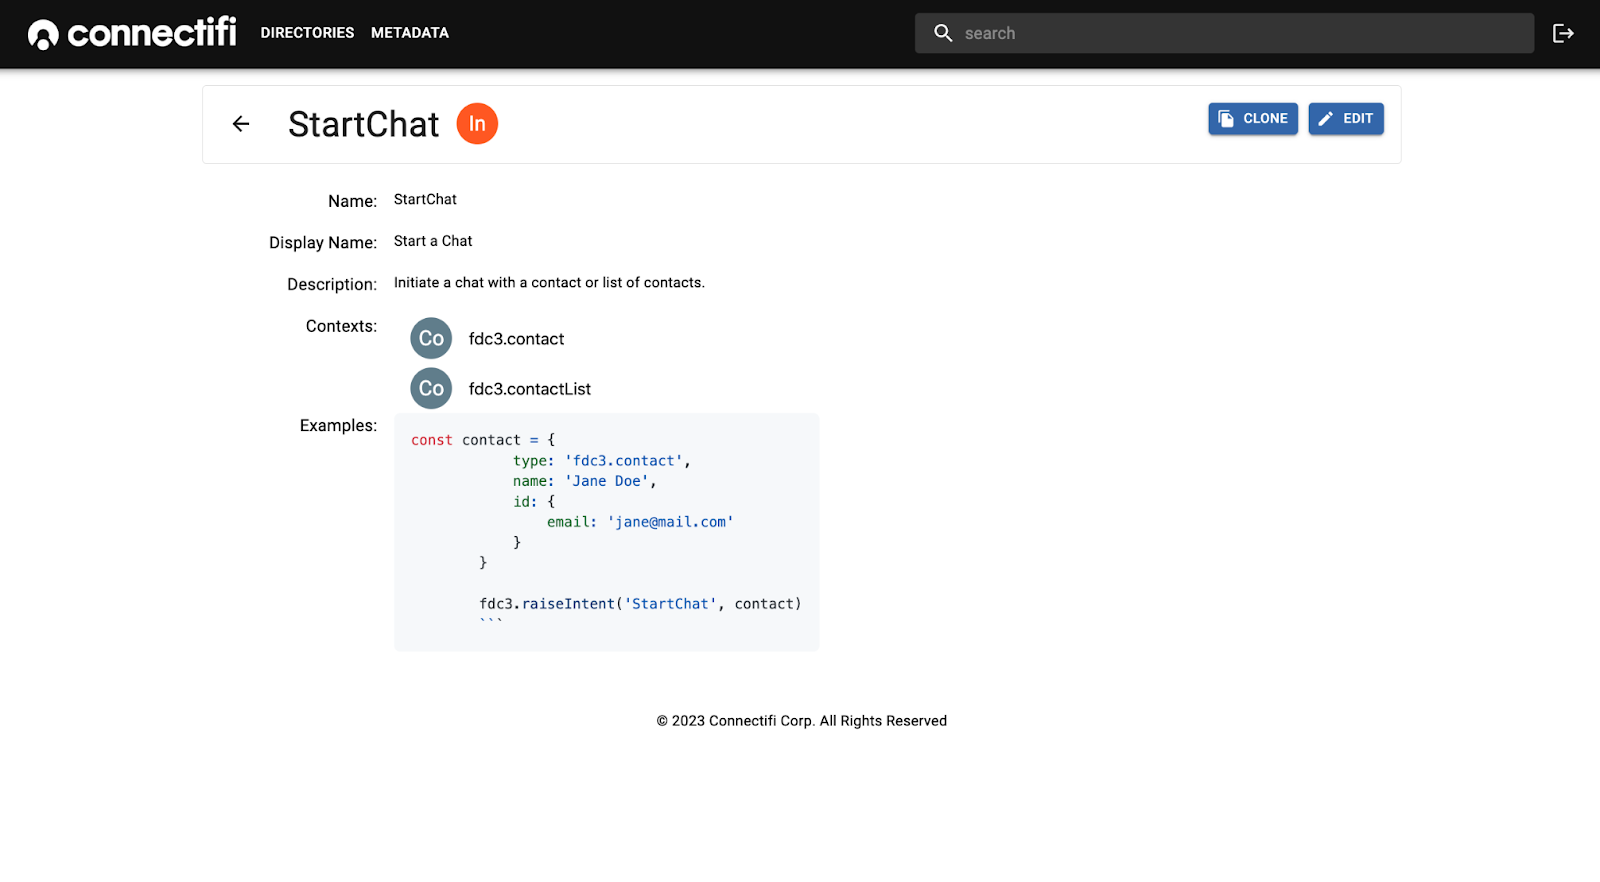 connectifi DIRECTORIES METADATA search
StartChat In CLONE EDIT
Name: StartChat
Display Name: Start a Chat
Description: Initiate a chat with a contact or list of contacts.
Contexts: Co fdc3.contact
Co fdc3.contactList
Examples:
const contact = {
type: 'fdc3.contact',
name: 'Jane Doe',
id: {
email: 'jane@mail.com'
}
}
fdc3.raiseIntent('StartChat', contact)
```
© 2023 Connectifi Corp. All Rights Reserved